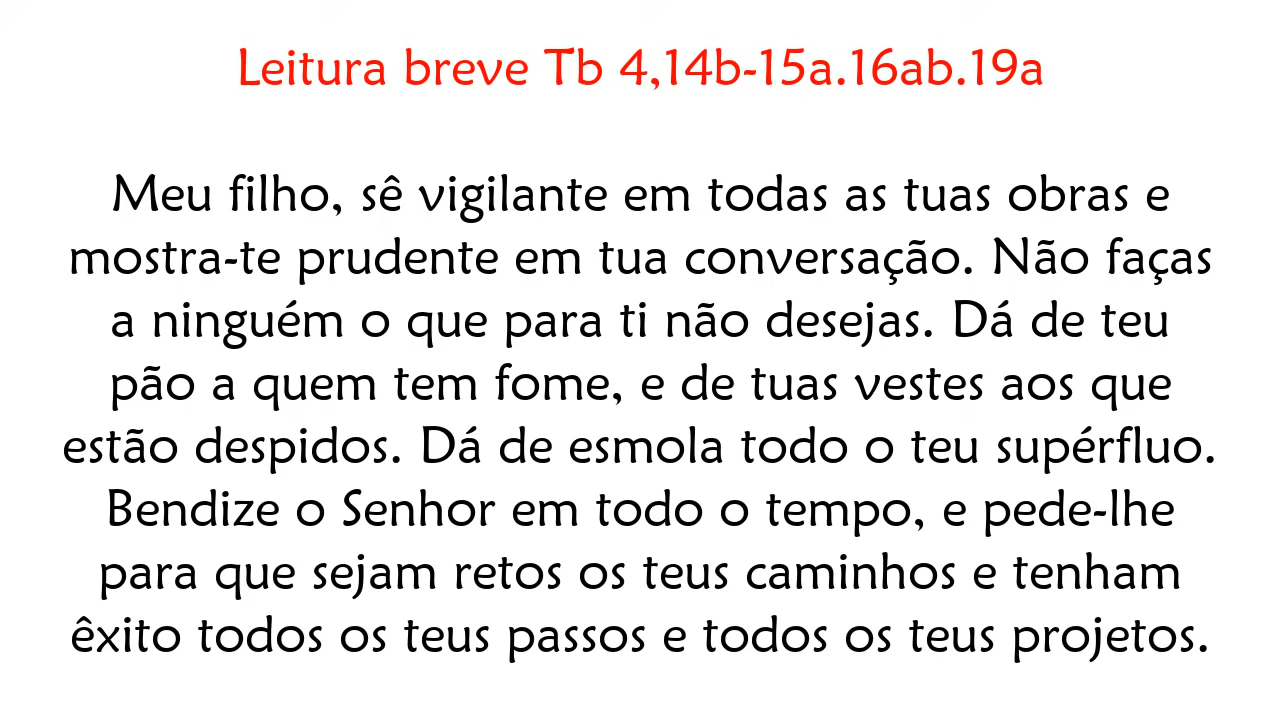 Leitura breve Tb 4,14b-15a.16ab.19a
Meu filho, sê vigilante em todas as tuas obras e
mostra-te prudente em tua conversação. Não faças
a ninguém o que para ti não desejas. Dá de teu
pão a quem tem fome, e de tuas vestes aos que
estão despidos. Dá de esmola todo o teu supérfluo.
Bendize o Senhor em todo o tempo, e pede-lhe
para que sejam retos os teus caminhos e tenham
êxito todos os teus passos e todos os teus projetos.